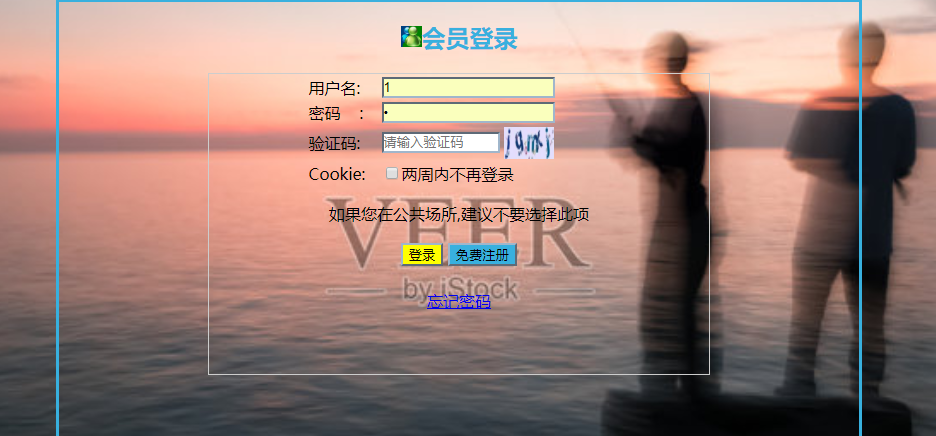 会员登录
用户名: 1
密码 : •
验证码: 请输入验证码
Cookie: 两周内不再登录
如果您在公共场所,建议不要选择此项
VEER
登录 免费注册
by iStock
忘记密码